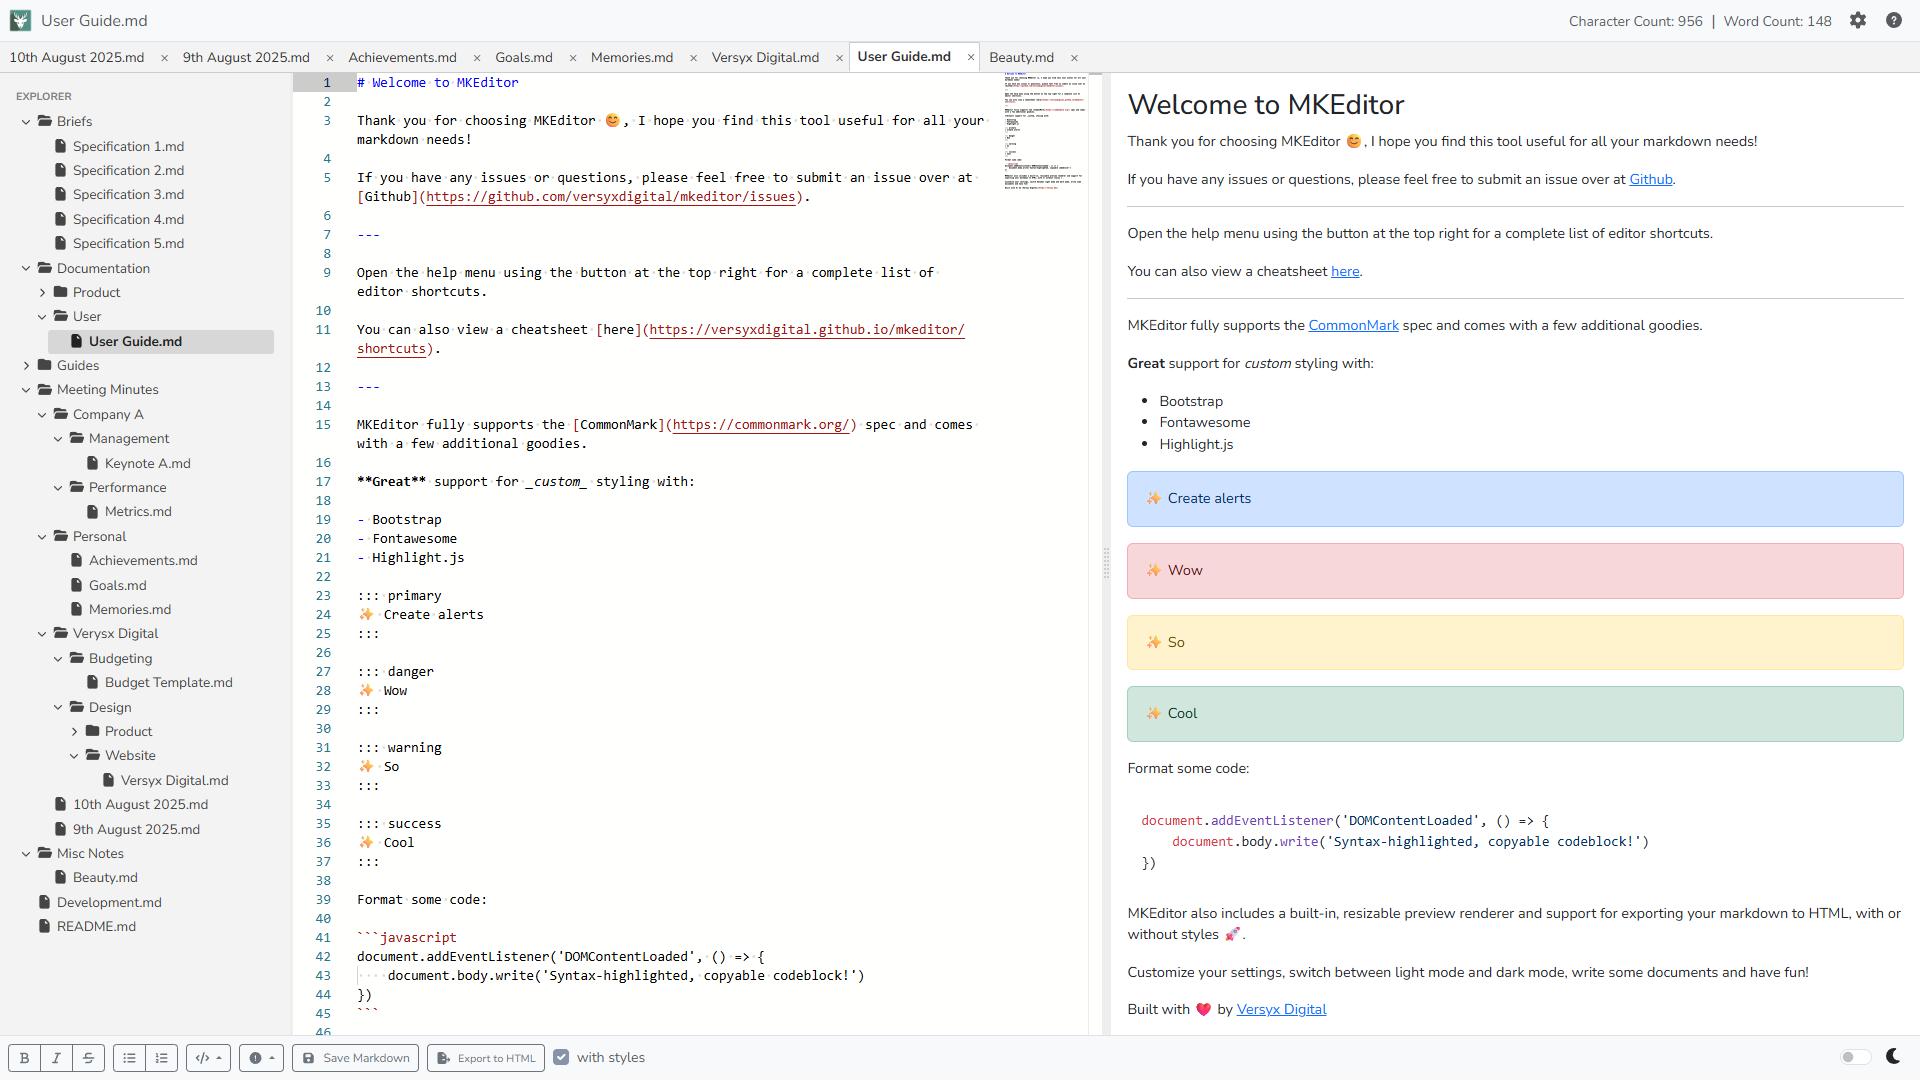 User Guide.md
Character Count: 956 | Word Count: 148
10th August 2025.md × 9th August 2025.md × Achievements.md × Goals.md × Memories.md × Versyx Digital.md × User Guide.md × Beauty.md ×
EXPLORER
Briefs
Specification 1.md
Specification 2.md
Specification 3.md
Specification 4.md
Specification 5.md
Documentation
Product
User
User Guide.md
Guides
Meeting Minutes
Company A
Management
Keynote A.md
Performance
Metrics.md
Personal
Achievements.md
Goals.md
Memories.md
Verysx Digital
Budgeting
Budget Template.md
Design
Product
Website
Versyx Digital.md
10th August 2025.md
9th August 2025.md
Misc Notes
Beauty.md
Development.md
README.md
1 # Welcome to MKEditor
2
3 Thank you for choosing MKEditor 😊, I hope you find this tool useful for all your
markdown needs!
4
5 If you have any issues or questions, please feel free to submit an issue over at
[Github](https://github.com/versyxdigital/mkeditor/issues).
6
7 ---
8
9 Open the help menu using the button at the top right for a complete list of
editor shortcuts.
10
11 You can also view a cheatsheet [here](https://versyxdigital.github.io/mkeditor/
shortcuts).
12
13 ---
14
15 MKEditor fully supports the [CommonMark](https://commonmark.org/) spec and comes
with a few additional goodies.
16
17 **Great** support for _custom_ styling with:
18
19 - Bootstrap
20 - Fontawesome
21 - Highlight.js
22
23 ::: primary
24 ✨ Create alerts
25 :::
26
27 ::: danger
28 ✨ Wow
29 :::
30
31 ::: warning
32 ✨ So
33 :::
34
35 ::: success
36 ✨ Cool
37 :::
38
39 Format some code:
40
41 ```javascript
42 document.addEventListener('DOMContentLoaded', () => {
43 document.body.write('Syntax-highlighted, copyable codeblock!')
44 })
45 ```
46
Welcome to MKEditor
Thank you for choosing MKEditor 😊, I hope you find this tool useful for all your markdown needs!
If you have any issues or questions, please feel free to submit an issue over at Github.
Open the help menu using the button at the top right for a complete list of editor shortcuts.
You can also view a cheatsheet here.
MKEditor fully supports the CommonMark spec and comes with a few additional goodies.
Great support for custom styling with:
• Bootstrap
• Fontawesome
• Highlight.js
✨ Create alerts
✨ Wow
✨ So
✨ Cool
Format some code:
document.addEventListener('DOMContentLoaded', () => {
document.body.write('Syntax-highlighted, copyable codeblock!')
})
MKEditor also includes a built-in, resizable preview renderer and support for exporting your markdown to HTML, with or
without styles 🚀.
Customize your settings, switch between light mode and dark mode, write some documents and have fun!
Built with ❤️ by Versyx Digital
B I S </> Save Markdown Export to HTML with styles